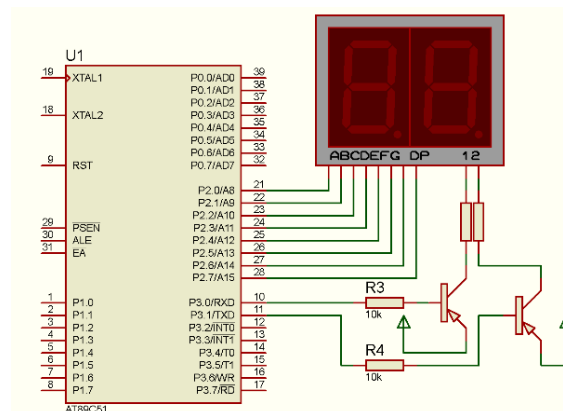 U1
19 XTAL1
18 XTAL2
9 RST
29 PSEN
30 ALE
31 EA
1 P1.0
2 P1.1
3 P1.2
4 P1.3
5 P1.4
6 P1.5
7 P1.6
8 P1.7
P0.0/AD0 39
P0.1/AD1 38
P0.2/AD2 37
P0.3/AD3 36
P0.4/AD4 35
P0.5/AD5 34
P0.6/AD6 33
P0.7/AD7 32
P2.0/A8 21
P2.1/A9 22
P2.2/A10 23
P2.3/A11 24
P2.4/A12 25
P2.5/A13 26
P2.6/A14 27
P2.7/A15 28
P3.0/RXD 10
P3.1/TXD 11
P3.2/INT0 12
P3.3/INT1 13
P3.4/T0 14
P3.5/T1 15
P3.6/WR 16
P3.7/RD 17
AT89C51
ABCDEFG DP 12
R3
10k
R4
10k